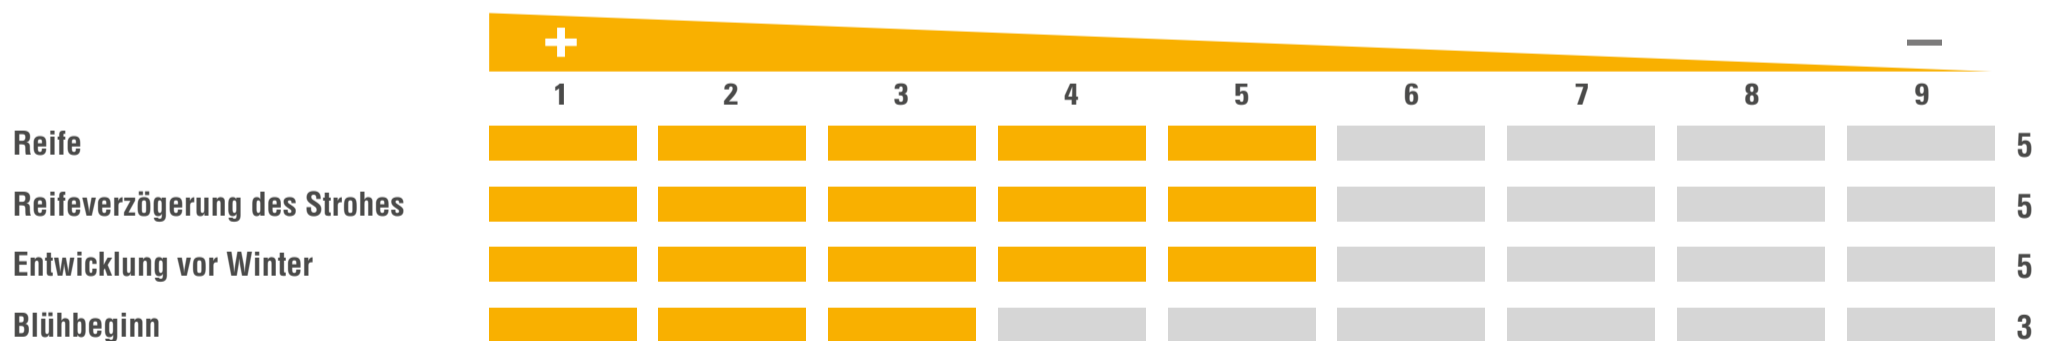 + –
1 2 3 4 5 6 7 8 9
Reife 5
Reifeverzögerung des Strohes 5
Entwicklung vor Winter 5
Blühbeginn 3